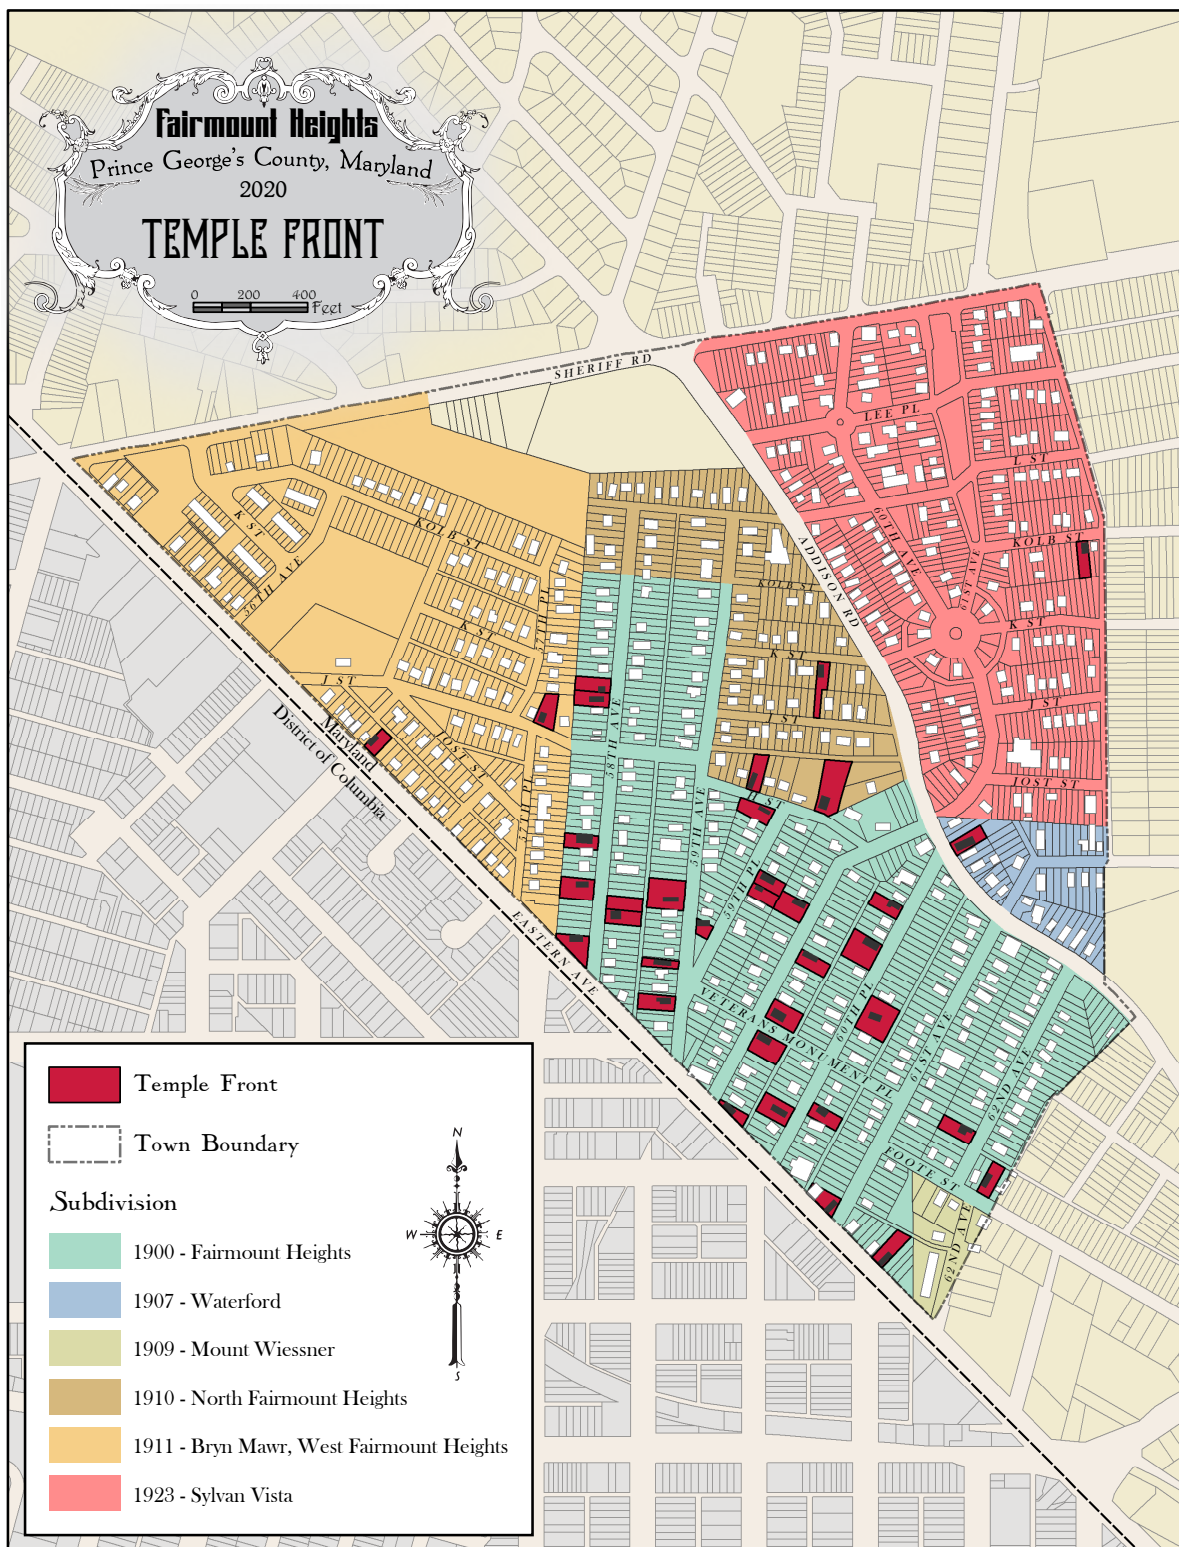 Fairmount Heights
Prince George's County, Maryland
2020
TEMPLE FRONT
0 200 400
Feet
SHERIFF RD
LEE PL
L ST
KOLB ST
60TH AVE
61ST AVE
K ST
J ST
JOST ST
ADDISON RD
KOLB ST
K ST
J ST
H ST
KOLB ST
K ST
56TH AVE
57TH PL
K ST
J ST
JOST ST
57TH PL
58TH AVE
59TH AVE
59TH PL
Maryland
District of Columbia
EASTERN AVE
VETERANS MONUMENT PL
60TH PL
61ST AVE
62ND AVE
FOOTE ST
62ND AVE
Temple Front
Town Boundary
Subdivision
1900 - Fairmount Heights
1907 - Waterford
1909 - Mount Wiessner
1910 - North Fairmount Heights
1911 - Bryn Mawr, West Fairmount Heights
1923 - Sylvan Vista
N
W E
S